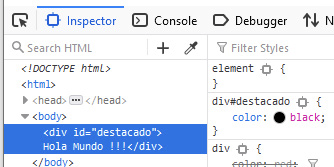 Inspector Console Debugger
Search HTML
Filter Styles
<!DOCTYPE html>
<html>
<head> ••• </head>
<body>
<div id="destacado">
Hola Mundo !!!</div>
</body>
element {
}
div#destacado {
color: black;
}
div {
color: red;